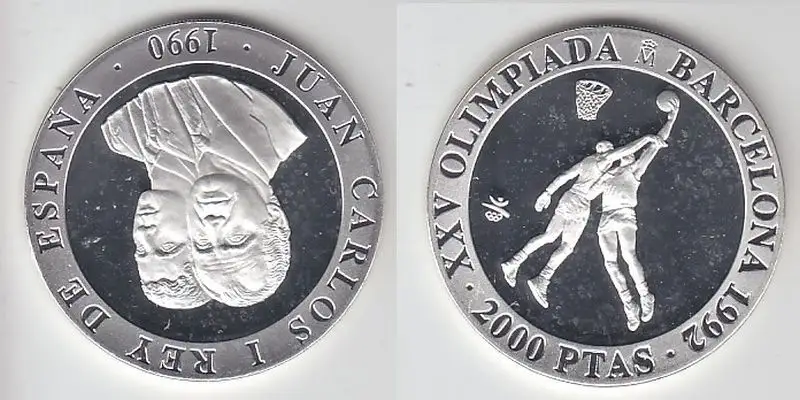 JUAN CARLOS I REY DE ESPAÑA · 1990 ·
XXV OLIMPIADA M BARCELONA 1992
· 2000 PTAS ·